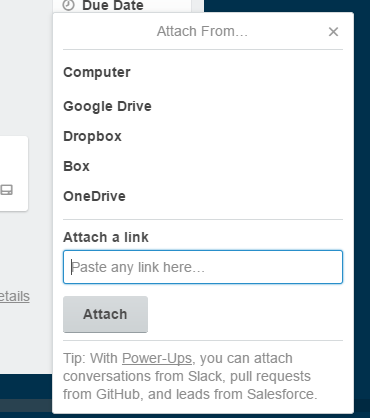 Due Date
Attach From…
Computer
Google Drive
Dropbox
Box
OneDrive
Attach a link
Paste any link here…
Attach
etails
Tip: With Power-Ups, you can attach
conversations from Slack, pull requests
from GitHub, and leads from Salesforce.